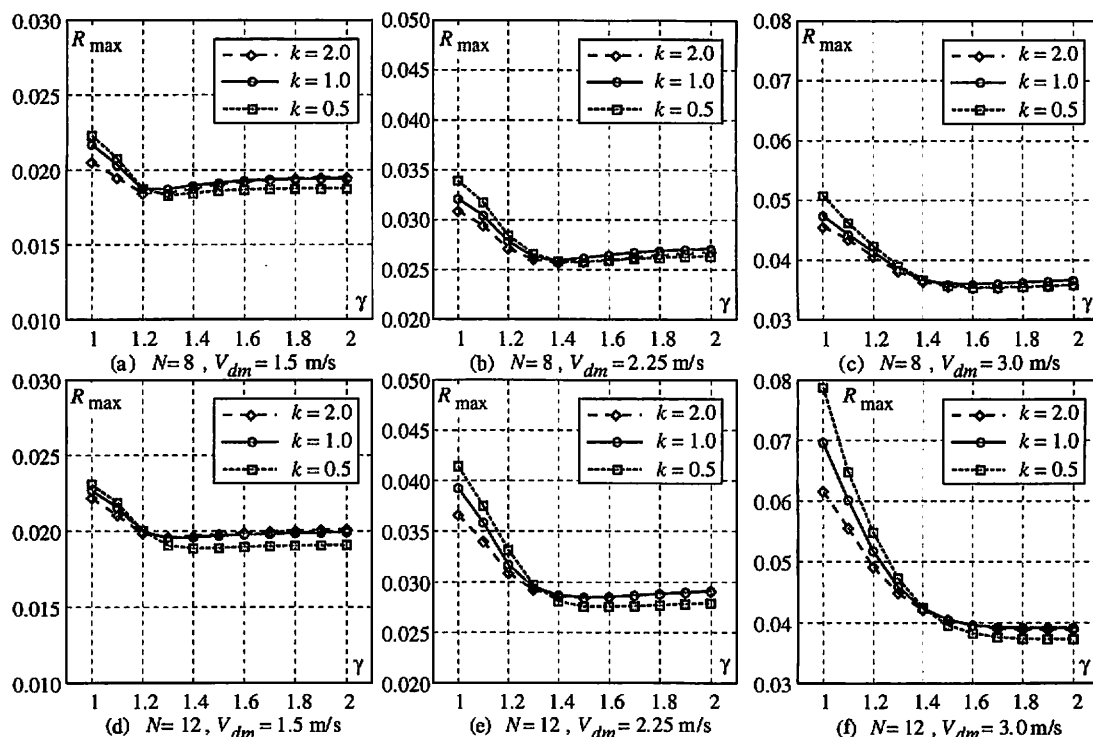 0.030
0.025
0.020
0.015
0.010
R max
k = 2.0
k = 1.0
k = 0.5
γ
1 1.2 1.4 1.6 1.8 2
(a) N = 8 , Vdm = 1.5 m/s
0.050
0.045
0.040
0.035
0.030
0.025
0.020
R max
k = 2.0
k = 1.0
k = 0.5
γ
1 1.2 1.4 1.6 1.8 2
(b) N = 8 , Vdm = 2.25 m/s
0.08
0.07
0.06
0.05
0.04
0.03
R max
k = 2.0
k = 1.0
k = 0.5
γ
1 1.2 1.4 1.6 1.8 2
(c) N = 8 , Vdm = 3.0 m/s
0.030
0.025
0.020
0.015
0.010
R max
k = 2.0
k = 1.0
k = 0.5
γ
1 1.2 1.4 1.6 1.8 2
(d) N = 12 , Vdm = 1.5 m/s
0.050
0.045
0.040
0.035
0.030
0.025
0.020
R max
k = 2.0
k = 1.0
k = 0.5
γ
1 1.2 1.4 1.6 1.8 2
(e) N = 12 , Vdm = 2.25 m/s
0.08
0.07
0.06
0.05
0.04
0.03
R max
k = 2.0
k = 1.0
k = 0.5
γ
1 1.2 1.4 1.6 1.8 2
(f) N = 12 , Vdm = 3.0 m/s